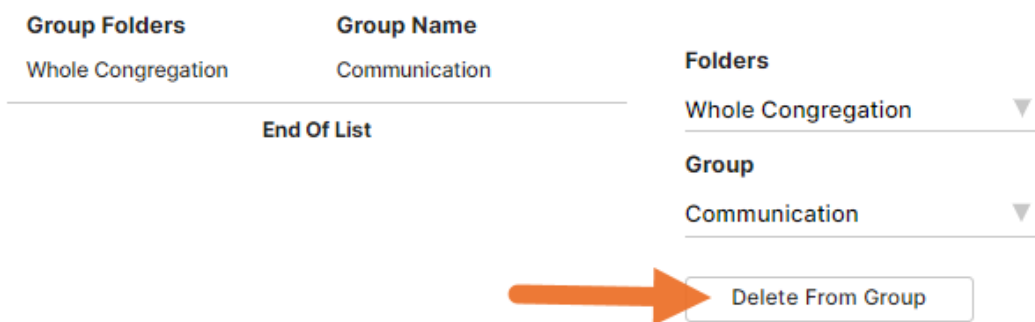 Group Folders Group Name
Whole Congregation Communication
End Of List
Folders
Whole Congregation
Group
Communication
Delete From Group